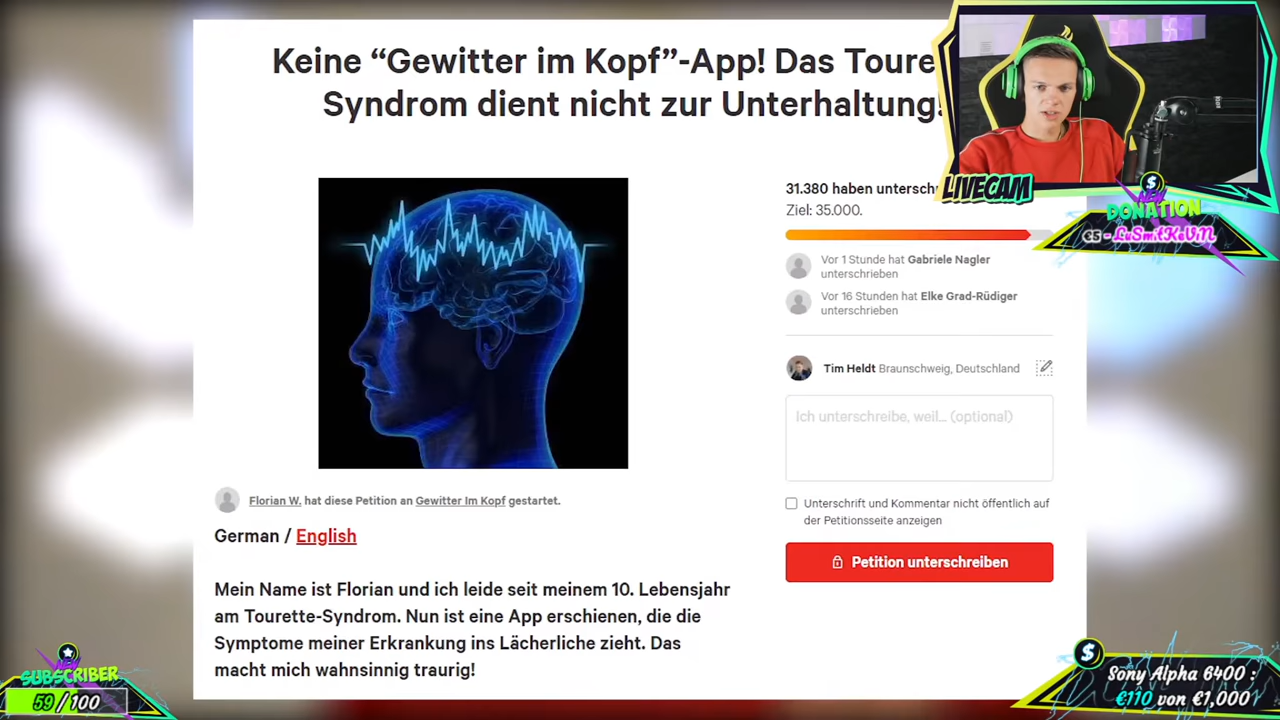 Keine “Gewitter im Kopf”-App! Das Toure
Syndrom dient nicht zur Unterhaltung!
31.380 haben unterschr
Ziel: 35.000.
Vor 1 Stunde hat Gabriele Nagler
unterschrieben
Vor 16 Stunden hat Elke Grad-Rüdiger
unterschrieben
Tim Heldt Braunschweig, Deutschland
Ich unterschreibe, weil... (optional)
Unterschrift und Kommentar nicht öffentlich auf
der Petitionsseite anzeigen
Petition unterschreiben
Florian W. hat diese Petition an Gewitter Im Kopf gestartet.
German / English
Mein Name ist Florian und ich leide seit meinem 10. Lebensjahr
am Tourette-Syndrom. Nun ist eine App erschienen, die die
Symptome meiner Erkrankung ins Lächerliche zieht. Das
macht mich wahnsinnig traurig!
LIVECAM
NEW
DONATION
€5 - LuSmilKeVN
NEW
SUBSCRIBER
59 / 100
Sony Alpha 6400 :
€110 von €1,000